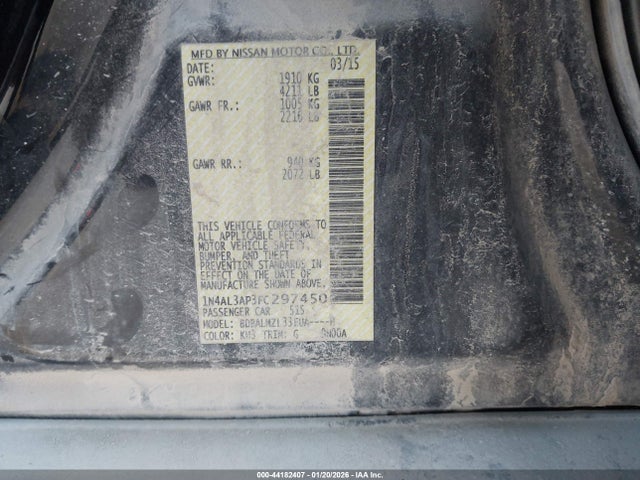 MFD BY NISSAN MOTOR CO., LTD.
DATE: 03/15
GVWR: 1910 KG
4211 LB
GAWR FR.: 1005 KG
2216 LB
GAWR RR.: 940 KG
2072 LB
THIS VEHICLE CONFORMS TO
ALL APPLICABLE FEDERAL
MOTOR VEHICLE SAFETY,
BUMPER, AND THEFT
PREVENTION STANDARDS IN
EFFECT ON THE DATE OF
MANUFACTURE SHOWN ABOVE.
1N4AL3AP3FC297450
PASSENGER CAR 515
MODEL:
COLOR: KH3 TRIM: G
000-44182407 - 01/20/2026 - IAA Inc.